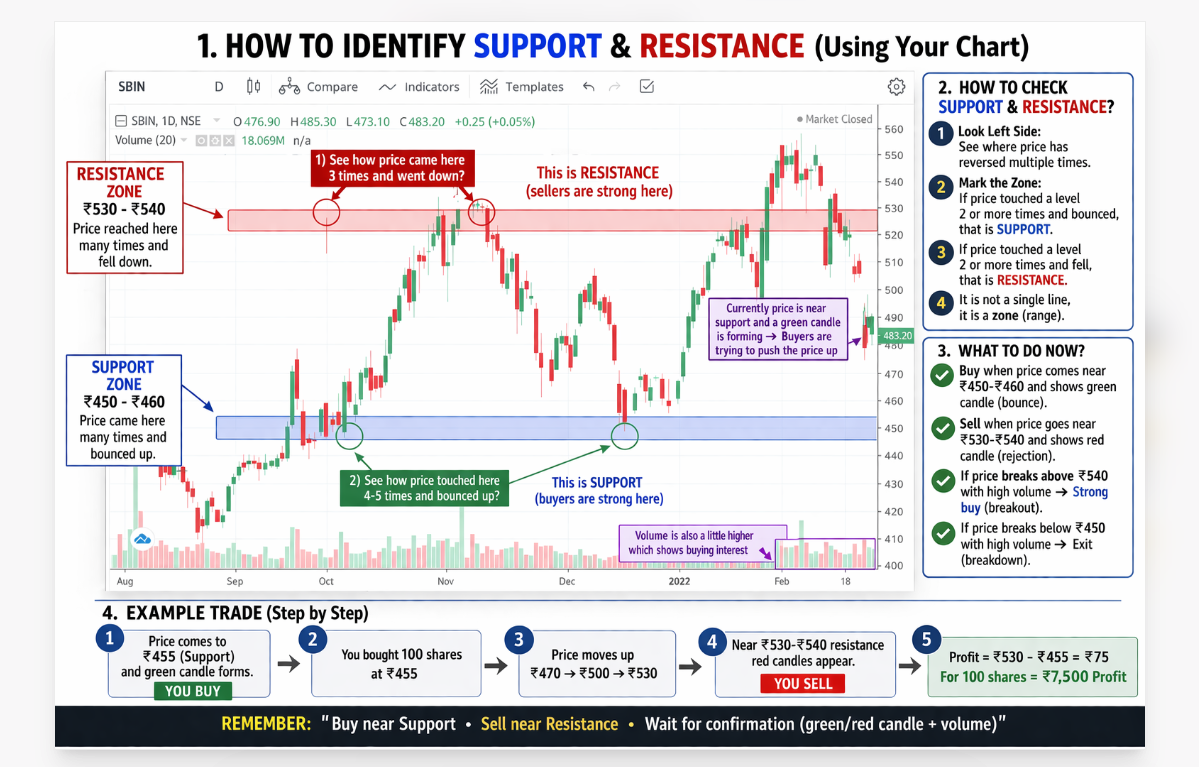 1. HOW TO IDENTIFY SUPPORT & RESISTANCE (Using Your Chart)
SBIN
D
Compare
Indicators
Templates
SBIN, 1D, NSE
O476.90 H485.30 L473.10 C483.20 +0.25 (+0.05%)
Market Closed
Volume (20)
18.069M n/a
RESISTANCE
ZONE
₹530 - ₹540
Price reached here
many times and
fell down.
1) See how price came here
3 times and went down?
This is RESISTANCE
(sellers are strong here)
SUPPORT
ZONE
₹450 - ₹460
Price came here
many times and
bounced up.
Currently price is near
support and a green candle
is forming → Buyers are
trying to push the price up
2) See how price touched here
4-5 times and bounced up?
This is SUPPORT
(buyers are strong here)
Volume is also a little higher
which shows buying interest
560
550
540
530
520
510
500
490
483.20
480
470
460
450
440
430
420
410
400
Aug
Sep
Oct
Nov
Dec
2022
Feb
18
2. HOW TO CHECK
SUPPORT & RESISTANCE?
1 Look Left Side:
See where price has
reversed multiple times.
2 Mark the Zone:
If price touched a level
2 or more times and bounced,
that is SUPPORT.
3 If price touched a level
2 or more times and fell,
that is RESISTANCE.
4 It is not a single line,
it is a zone (range).
3. WHAT TO DO NOW?
Buy when price comes near
₹450-₹460 and shows green
candle (bounce).
Sell when price goes near
₹530-₹540 and shows red
candle (rejection).
If price breaks above ₹540
with high volume → Strong
buy (breakout).
If price breaks below ₹450
with high volume → Exit
(breakdown).
4. EXAMPLE TRADE (Step by Step)
1
Price comes to
₹455 (Support)
and green candle forms.
YOU BUY
2
You bought 100 shares
at ₹455
3
Price moves up
₹470 → ₹500 → ₹530
4
Near ₹530-₹540 resistance
red candles appear.
YOU SELL
5
Profit = ₹530 - ₹455 = ₹75
For 100 shares = ₹7,500 Profit
REMEMBER: "Buy near Support • Sell near Resistance • Wait for confirmation (green/red candle + volume)"